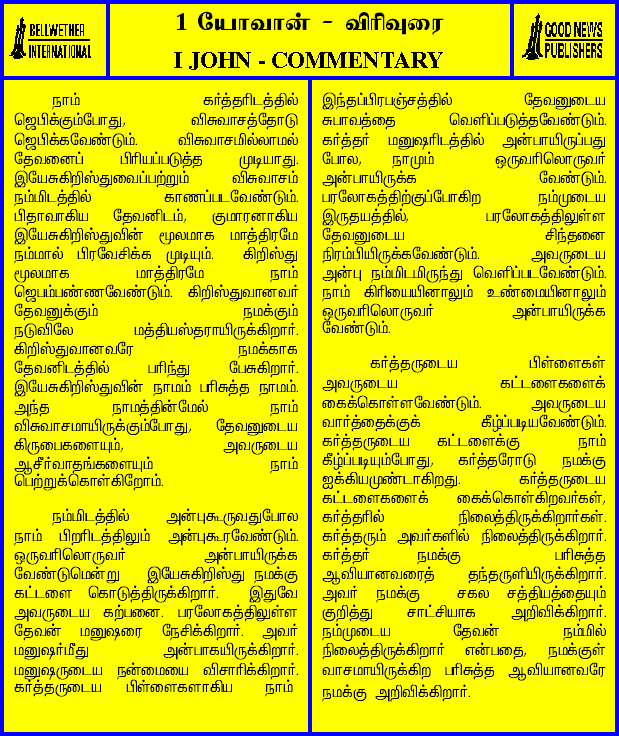 BELLWETHER
INTERNATIONAL
1 யோவான் - விரிவுரை
I JOHN - COMMENTARY
GOOD NEWS
PUBLISHERS
நாம் கர்த்தரிடத்தில்
ஜெபிக்கும்போது, விசுவாசத்தோடு
ஜெபிக்கவேண்டும். விசுவாசமில்லாமல்
தேவனைப் பிரியப்படுத்த முடியாது.
இயேசுகிறிஸ்துவைப்பற்றும் விசுவாசம்
நம்மிடத்தில் காணப்படவேண்டும்.
பிதாவாகிய தேவனிடம், குமாரனாகிய
இயேசுகிறிஸ்துவின் மூலமாக மாத்திரமே
நம்மால் பிரவேசிக்க முடியும். கிறிஸ்து
மூலமாக மாத்திரமே நாம்
ஜெபம்பண்ணவேண்டும். கிறிஸ்துவானவர்
தேவனுக்கும் நமக்கும்
நடுவிலே மத்தியஸ்தராயிருக்கிறார்.
கிறிஸ்துவானவரே நமக்காக
தேவனிடத்தில் பரிந்து பேசுகிறார்.
இயேசுகிறிஸ்துவின் நாமம் பரிசுத்த நாமம்.
அந்த நாமத்தின்மேல் நாம்
விசுவாசமாயிருக்கும்போது, தேவனுடைய
கிருபைகளையும், அவருடைய
ஆசீர்வாதங்களையும் நாம்
பெற்றுக்கொள்கிறோம்.
நம்மிடத்தில் அன்புகூருவதுபோல
நாம் பிறரிடத்திலும் அன்புகூரவேண்டும்.
ஒருவரிலொருவர் அன்பாயிருக்க
வேண்டுமென்று இயேசுகிறிஸ்து நமக்கு
கட்டளை கொடுத்திருக்கிறார். இதுவே
அவருடைய கற்பனை. பரலோகத்திலுள்ள
தேவன் மனுஷரை நேசிக்கிறார். அவர்
மனுஷர்மீது அன்பாகயிருக்கிறார்.
மனுஷருடைய நன்மையை விசாரிக்கிறார்.
கர்த்தருடைய பிள்ளைகளாகிய நாம்
இந்தப்பிரபஞ்சத்தில் தேவனுடைய
சுபாவத்தை வெளிப்படுத்தவேண்டும்.
கர்த்தர் மனுஷரிடத்தில் அன்பாயிருப்பது
போல, நாமும் ஒருவரிலொருவர்
அன்பாயிருக்க வேண்டும்.
பரலோகத்திற்குப்போகிற நம்முடைய
இருதயத்தில், பரலோகத்திலுள்ள
தேவனுடைய சிந்தனை
நிரம்பியிருக்கவேண்டும். அவருடைய
அன்பு நம்மிடமிருந்து வெளிப்படவேண்டும்.
நாம் கிரியையினாலும் உண்மையினாலும்
ஒருவரிலொருவர் அன்பாயிருக்க
வேண்டும்.
கர்த்தருடைய பிள்ளைகள்
அவருடைய கட்டளைகளைக்
கைக்கொள்ளவேண்டும். அவருடைய
வார்த்தைக்குக் கீழ்ப்படியவேண்டும்.
கர்த்தருடைய கட்டளைக்கு நாம்
கீழ்ப்படியும்போது, கர்த்தரோடு நமக்கு
ஐக்கியமுண்டாகிறது. கர்த்தருடைய
கட்டளைகளைக் கைக்கொள்கிறவர்கள்,
கர்த்தரில் நிலைத்திருக்கிறார்கள்.
கர்த்தரும் அவர்களில் நிலைத்திருக்கிறார்.
கர்த்தர் நமக்கு பரிசுத்த
ஆவியானவரைத் தந்தருளியிருக்கிறார்.
அவர் நமக்கு சகல சத்தியத்தையும்
குறித்து சாட்சியாக அறிவிக்கிறார்.
நம்முடைய தேவன் நம்மில்
நிலைத்திருக்கிறார் என்பதை, நமக்குள்
வாசமாயிருக்கிற பரிசுத்த ஆவியானவரே
நமக்கு அறிவிக்கிறார்.